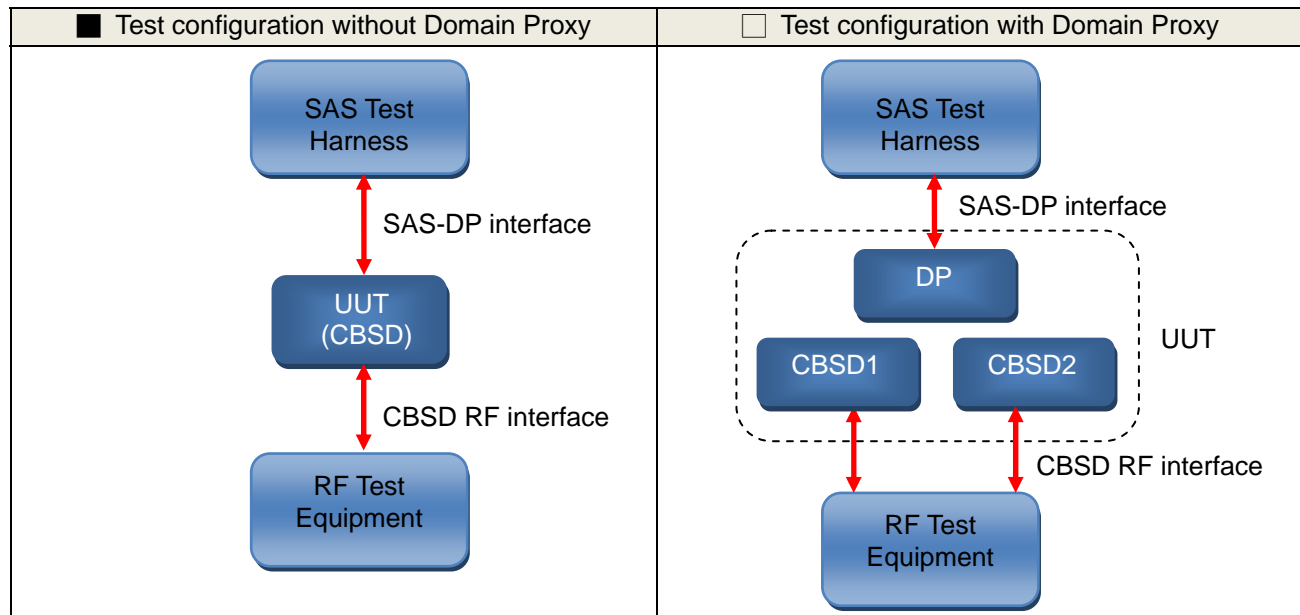 ■ Test configuration without Domain Proxy
SAS Test
Harness
SAS-DP interface
UUT
(CBSD)
CBSD RF interface
RF Test
Equipment
□ Test configuration with Domain Proxy
SAS Test
Harness
SAS-DP interface
DP
UUT
CBSD1
CBSD2
CBSD RF interface
RF Test
Equipment